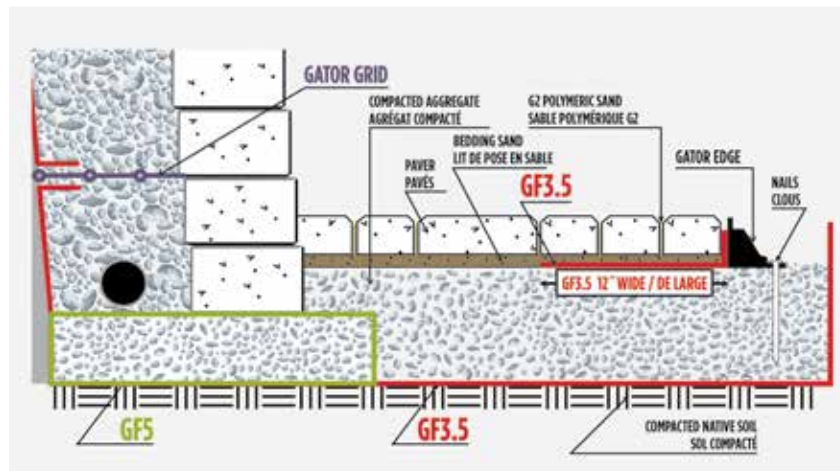 GATOR GRID
COMPACTED AGGREGATE
AGRÉGAT COMPACTÉ
G2 POLYMERIC SAND
SABLE POLYMÉRIQUE G2
BEDDING SAND
LIT DE POSE EN SABLE
GATOR EDGE
PAVER
PAVÉS
GF3.5
NAILS
CLOUS
GF3.5 12" WIDE / DE LARGE
GF5
GF3.5
COMPACTED NATIVE SOIL
SOL COMPACTÉ